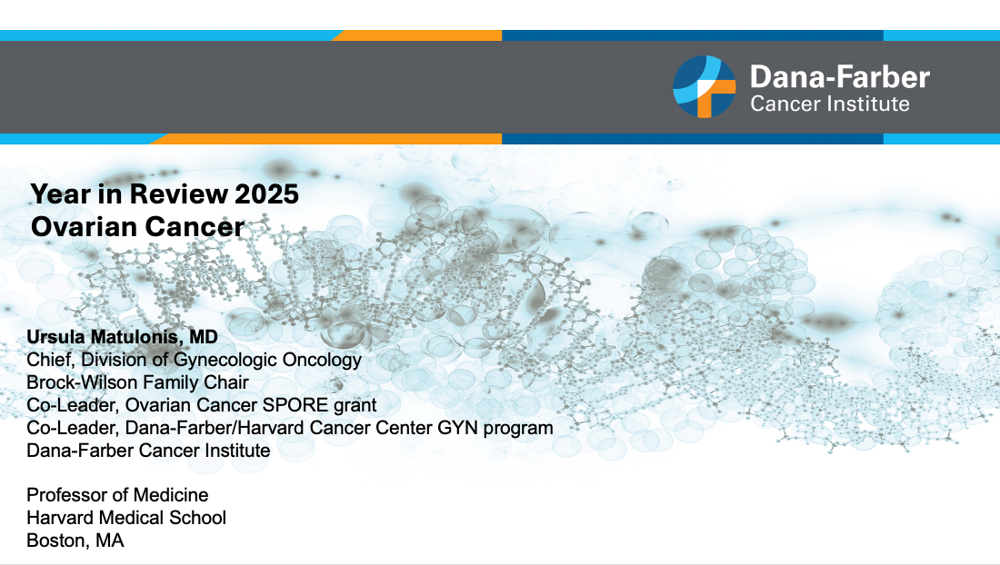 Dana-Farber
Cancer Institute
Year in Review 2025
Ovarian Cancer
Ursula Matulonis, MD
Chief, Division of Gynecologic Oncology
Brock-Wilson Family Chair
Co-Leader, Ovarian Cancer SPORE grant
Co-Leader, Dana-Farber/Harvard Cancer Center GYN program
Dana-Farber Cancer Institute
Professor of Medicine
Harvard Medical School
Boston, MA